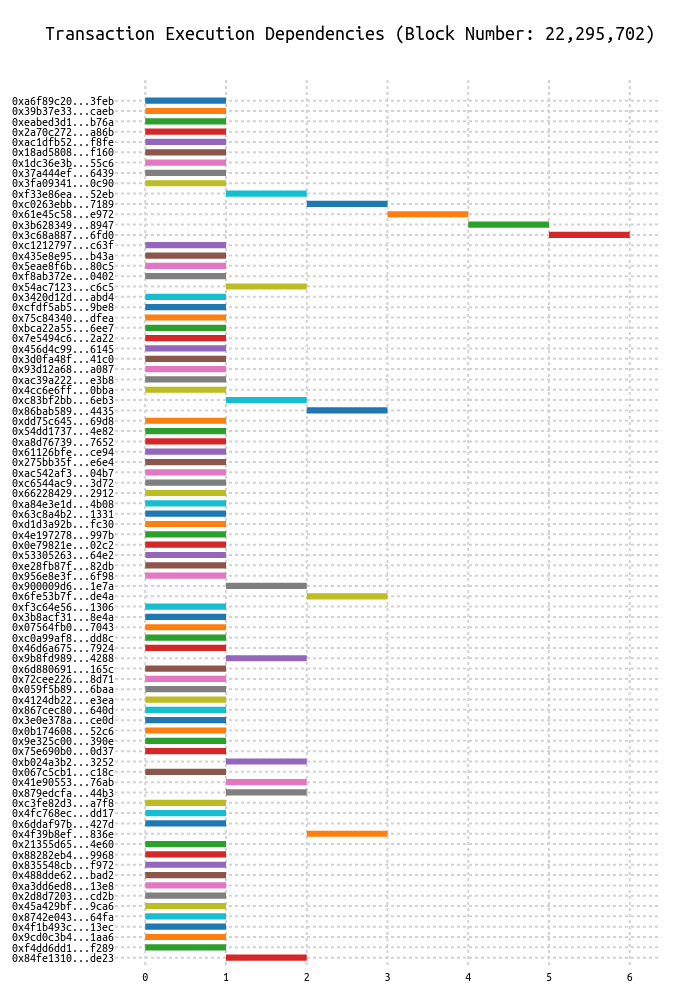 Transaction Execution Dependencies (Block Number: 22,295,702)
0xa6f89c20...3feb
0x39b37e33...caeb
0xeabed3d1...b76a
0x2a70c272...a86b
0xac1dfb52...f8fe
0x18ad5808...f160
0x1dc36e3b...55c6
0x37a444ef...6439
0x3fa09341...0c90
0xf33e86ea...52eb
0xc0263ebb...7189
0x61e45c58...e972
0x3b628349...8947
0x3c68a887...6fd0
0xc1212797...c63f
0x435e8e95...b43a
0x5eae8f6b...80c5
0xf8ab372e...0402
0x54ac7123...c6c5
0x3420d12d...abd4
0xcfdf5ab5...9be8
0x75c84340...dfea
0xbca22a55...6ee7
0x7e5494c6...2a22
0x456d4c99...6145
0x3d0fa48f...41c0
0x93d12a68...a087
0xac39a222...e3b8
0x4cc6e6ff...0bba
0xc83bf2bb...6eb3
0x86bab589...4435
0xdd75c645...69d8
0x54dd1737...4e82
0xa8d76739...7652
0x61126bfe...ce94
0x275bb35f...e6e4
0xac542af3...04b7
0xc6544ac9...3d72
0x66228429...2912
0xa84e3e1d...4b08
0x63c8a4b2...1331
0xd1d3a92b...fc30
0x4e197278...997b
0x0e79821e...02c2
0x53305263...64e2
0xe28fb87f...82db
0x956e8e3f...6f98
0x900009d6...1e7a
0x6fe53b7f...de4a
0xf3c64e56...1306
0x3b8acf31...8e4a
0x07564fb0...7043
0xc0a99af8...dd8c
0x46d6a675...7924
0x9b8fd989...4288
0x6d880691...165c
0x72cee226...8d71
0x059f5b89...6baa
0x4124db22...e3ea
0x867cec80...640d
0x3e0e378a...ce0d
0x0b174608...52c6
0x9e325c00...390e
0x75e690b0...0d37
0xb024a3b2...3252
0x067c5cb1...c18c
0x41e90553...76ab
0x879edcfa...44b3
0xc3fe82d3...a7f8
0x4fc768ec...dd17
0x6ddaf97b...427d
0x4f39b8ef...836e
0x21355d65...4e60
0x88282eb4...9968
0x835548cb...f972
0x488dde62...bad2
0xa3dd6ed8...13e8
0x2d8d7203...cd2b
0x45a429bf...9ca6
0x8742e043...64fa
0x4f1b493c...13ec
0x9cd0c3b4...1aa6
0xf4dd6dd1...f289
0x84fe1310...de23
0 1 2 3 4 5 6